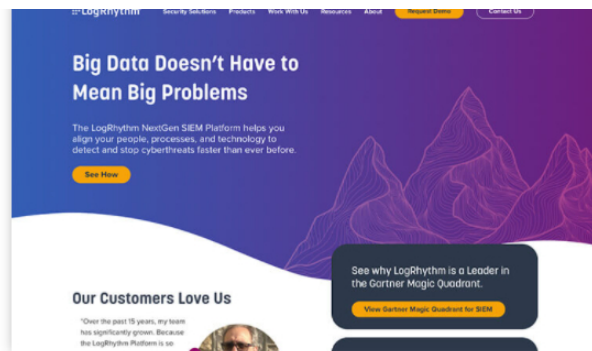 LogRhythm Security Solutions Products Work With Us Resources About Request Demo Contact Us
Big Data Doesn't Have to
Mean Big Problems
The LogRhythm NextGen SIEM Platform helps you
align your people, processes, and technology to
detect and stop cyberthreats faster than ever before.
See How
See why LogRhythm is a Leader in
the Gartner Magic Quadrant.
View Gartner Magic Quadrant for SIEM
Our Customers Love Us
"Over the past 15 years, my team
has significantly grown. Because
the LogRhythm Platform is so